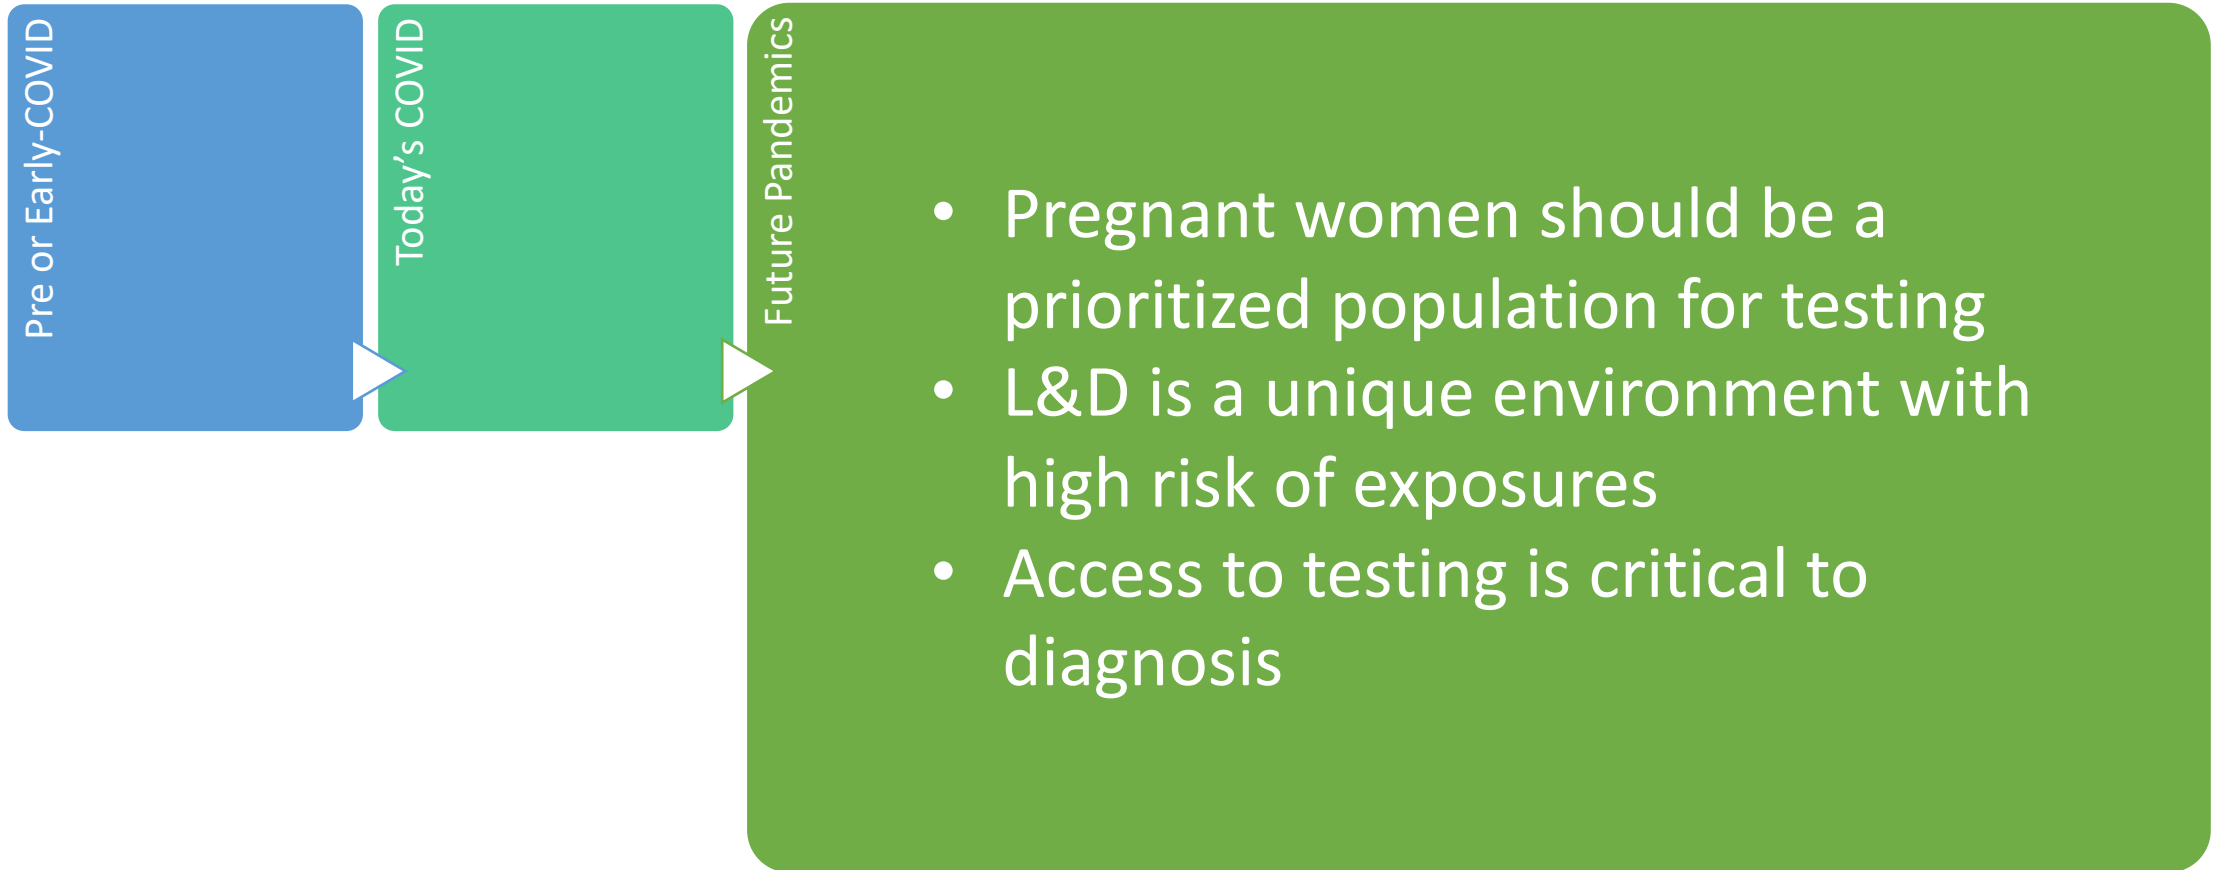 Pre or Early-COVID
Today’s COVID
Future Pandemics
• Pregnant women should be a
prioritized population for testing
• L&D is a unique environment with
high risk of exposures
• Access to testing is critical to
diagnosis